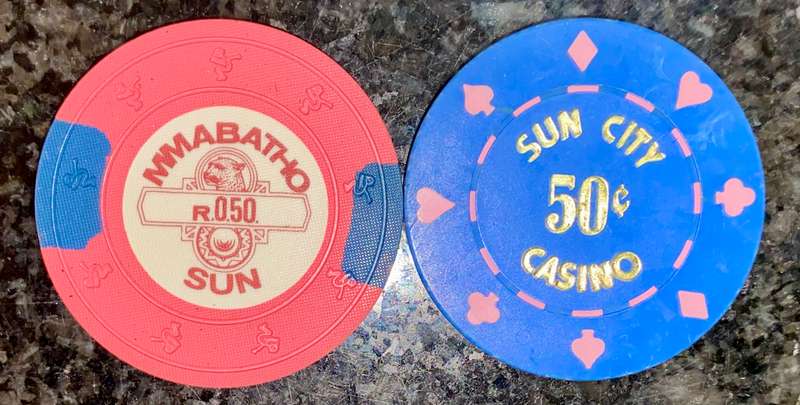 MMABATHO
R.0.50.
SUN
SUN CITY
50¢
CASINO